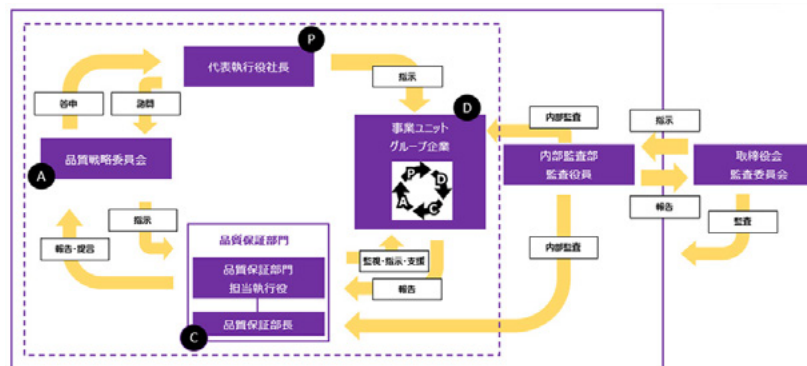 P
代表執行役社長
指示
D
答申
諮問
事業ユニット
グループ企業
P
D
C
A
内部監査
指示
品質戦略委員会
A
内部監査部
監査役員
取締役会
監査委員会
報告
監査
指示
報告・提言
品質保証部門
監視・指示・支援
内部監査
品質保証部門
担当執行役
報告
品質保証部長
C